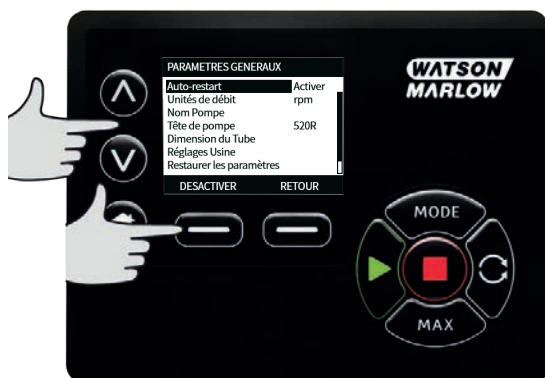 PARAMETRES GENERAUX
Auto-restart Activer
Unités de débit rpm
Nom Pompe
Tête de pompe 520R
Dimension du Tube
Réglages Usine
Restaurer les paramètres
DESACTIVER RETOUR
WATSON
MARLOW
MODE
MAX